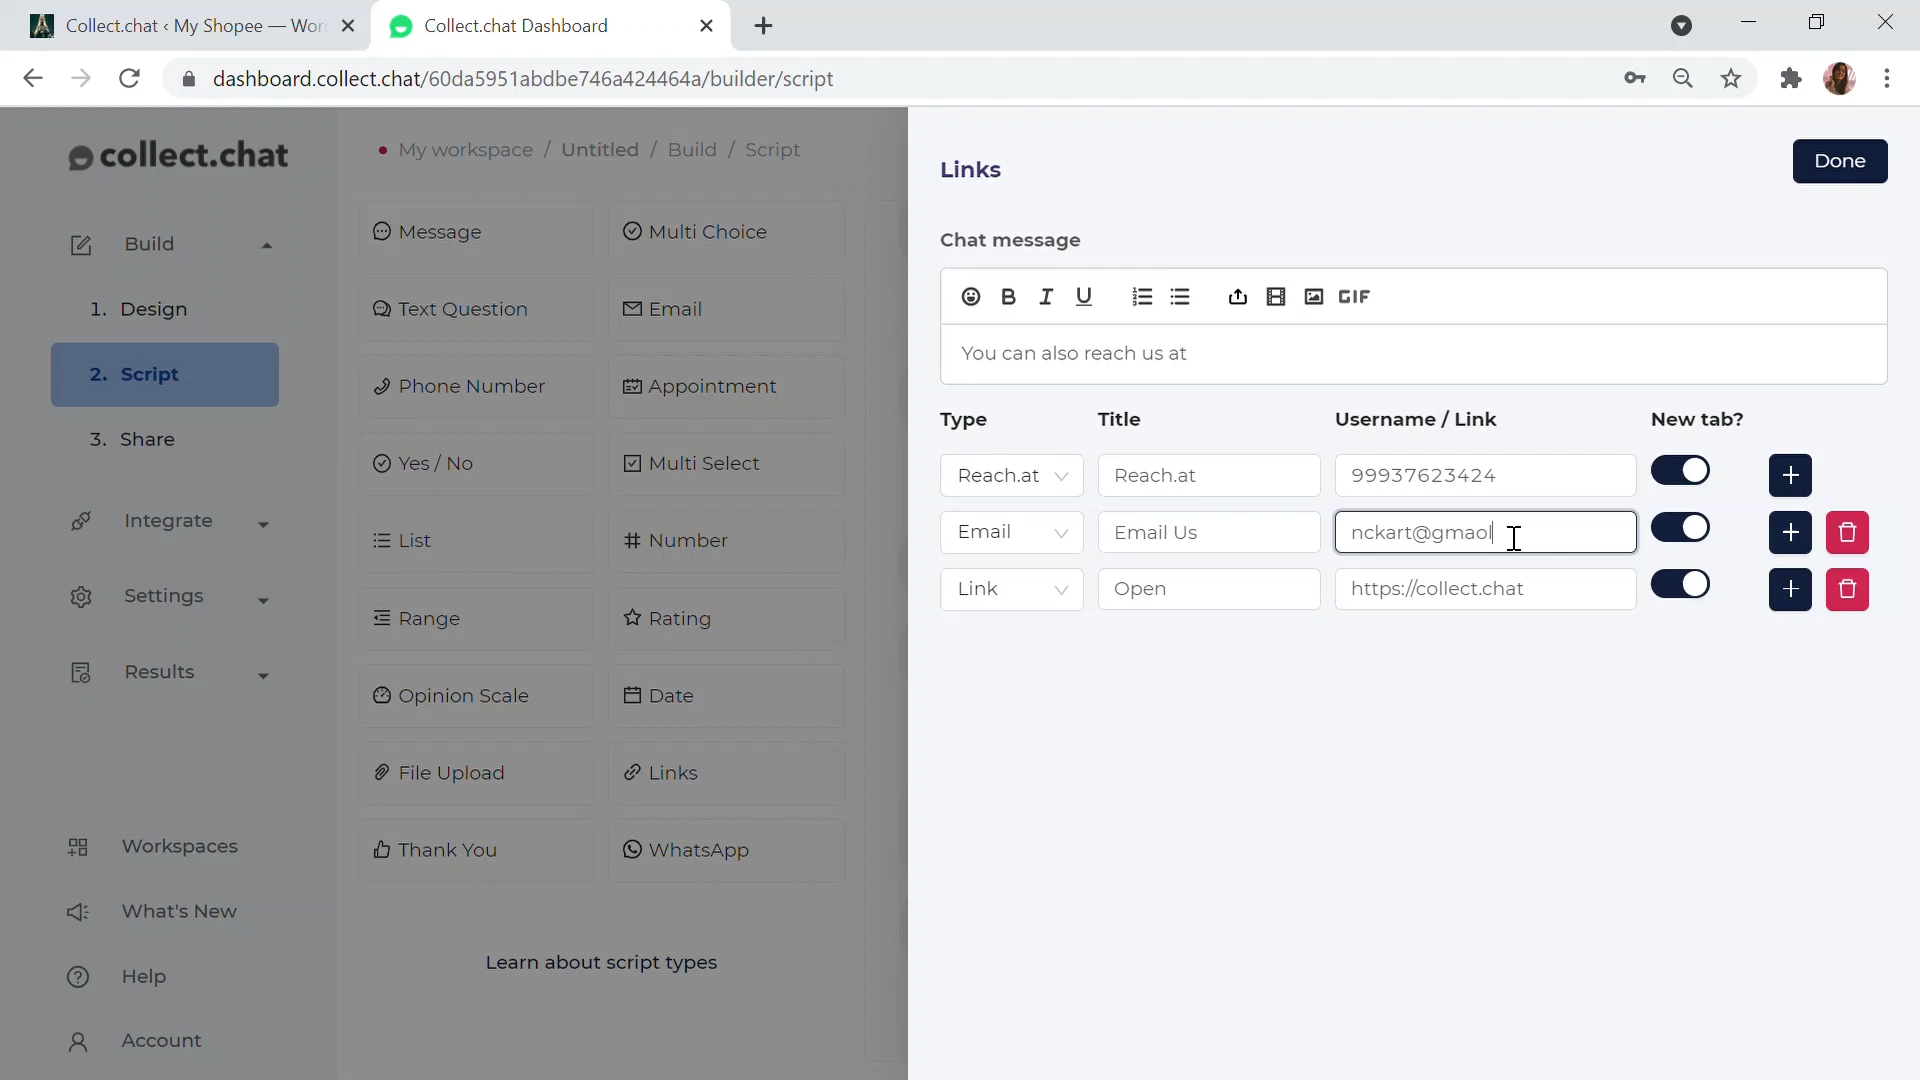 Collect.chat ‹ My Shopee — Wor
Collect.chat Dashboard
dashboard.collect.chat/60da5951abdbe746a424464a/builder/script
collect.chat
Build
1. Design
2. Script
3. Share
Integrate
Settings
Results
Workspaces
What's New
Help
Account
My workspace / Untitled / Build / Script
Message
Multi Choice
Text Question
Email
Phone Number
Appointment
Yes / No
Multi Select
List
Number
Range
Rating
Opinion Scale
Date
File Upload
Links
Thank You
WhatsApp
Learn about script types
Links
Done
Chat message
B I U GIF
You can also reach us at
Type Title Username / Link New tab?
Reach.at Reach.at 99937623424
Email Email Us nckart@gmaol
Link Open https://collect.chat